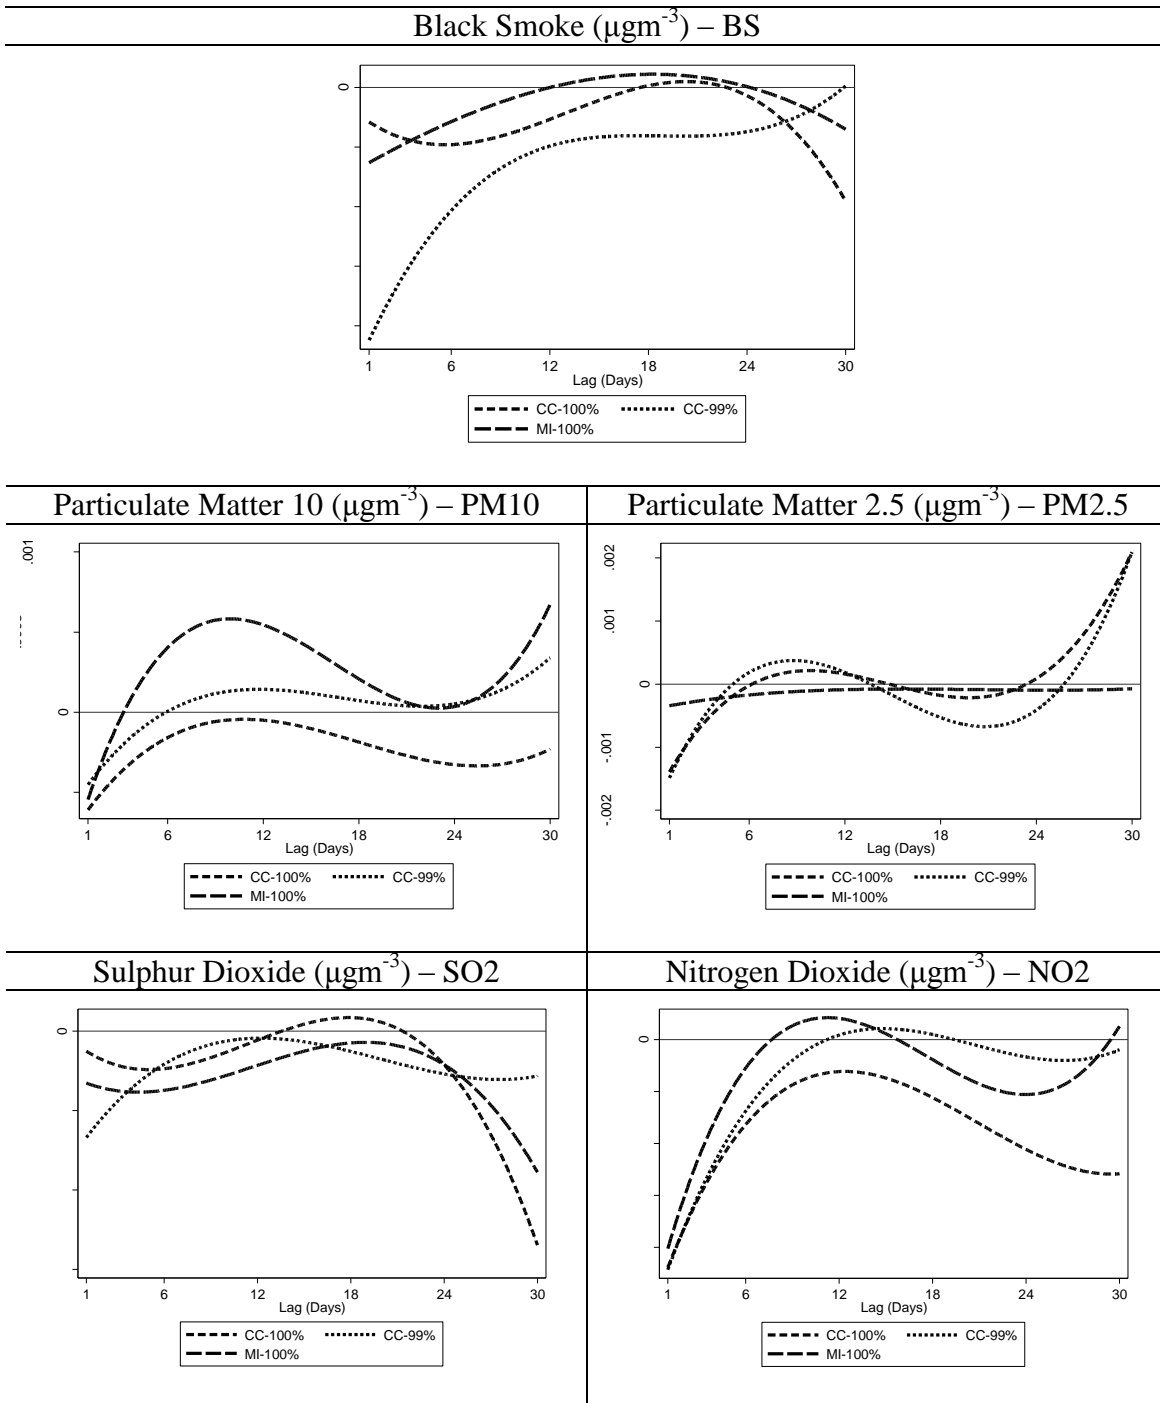 Black Smoke (μgm-3) – BS
0
1 6 12 18 24 30
Lag (Days)
CC-100% CC-99%
MI-100%
Particulate Matter 10 (μgm-3) – PM10
Particulate Matter 2.5 (μgm-3) – PM2.5
.001
0
1 6 12 18 24 30
Lag (Days)
CC-100% CC-99%
MI-100%
.002
.001
0
-.001
-.002
1 6 12 18 24 30
Lag (Days)
CC-100% CC-99%
MI-100%
Sulphur Dioxide (μgm-3) – SO2
Nitrogen Dioxide (μgm-3) – NO2
0
1 6 12 18 24 30
Lag (Days)
CC-100% CC-99%
MI-100%
0
1 6 12 18 24 30
Lag (Days)
CC-100% CC-99%
MI-100%